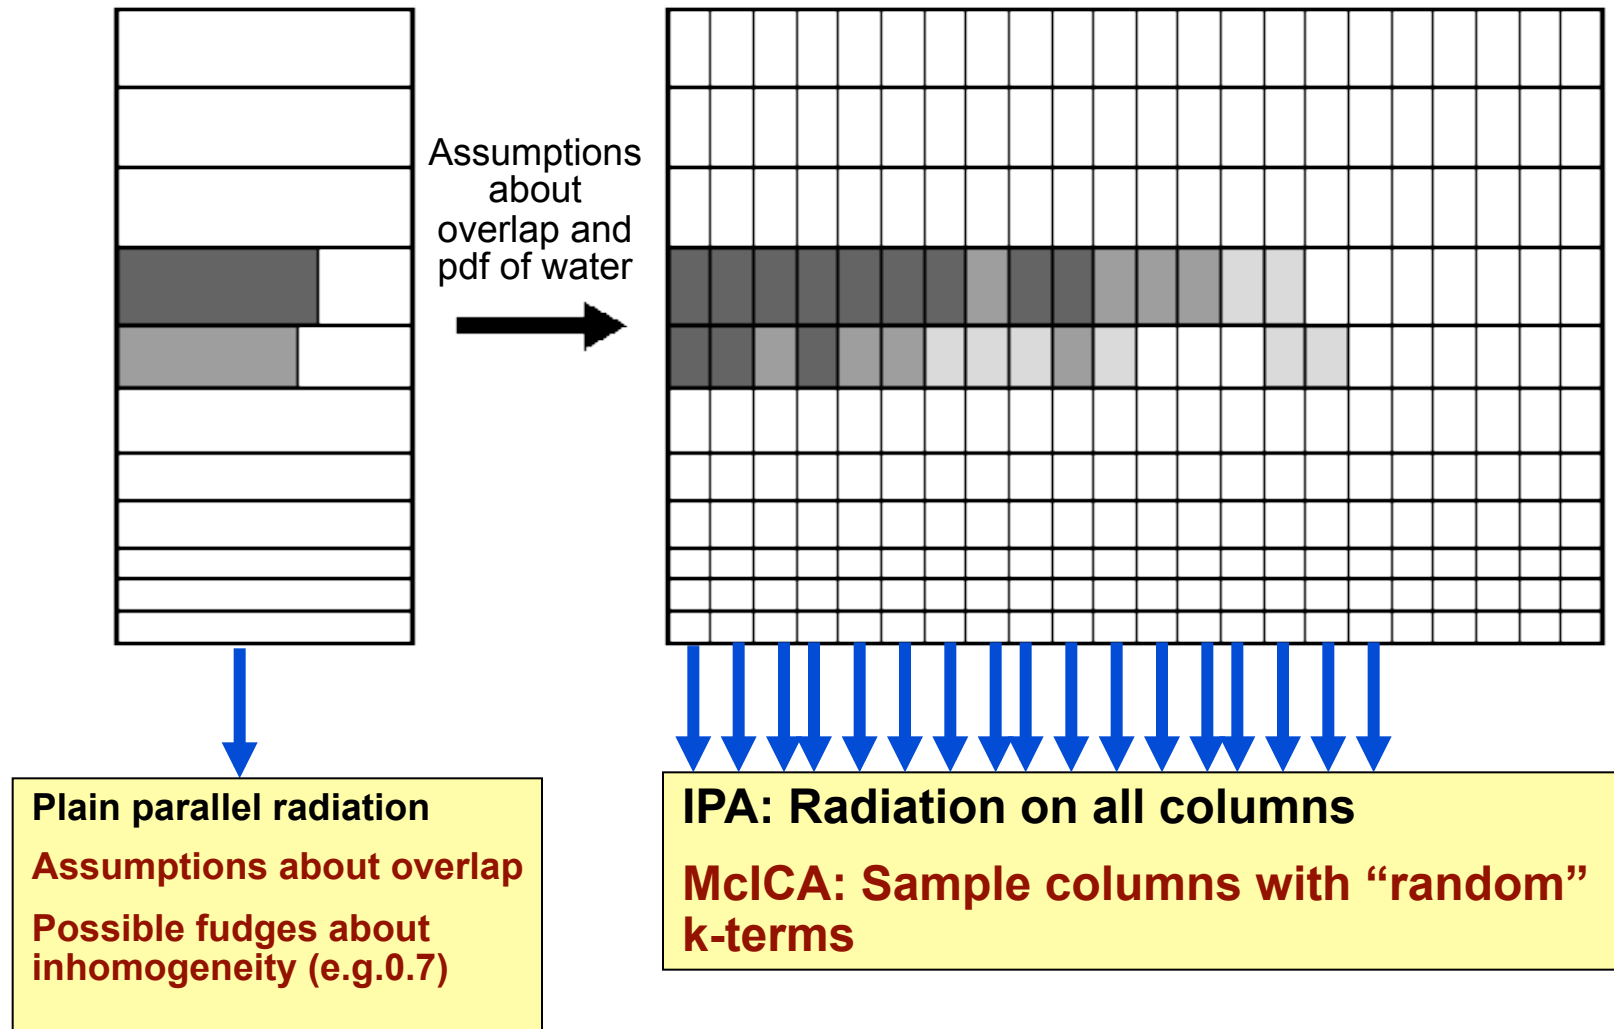 Assumptions
about
overlap and
pdf of water
Plain parallel radiation
Assumptions about overlap
Possible fudges about
inhomogeneity (e.g.0.7)
IPA: Radiation on all columns
McICA: Sample columns with “random”
k-terms